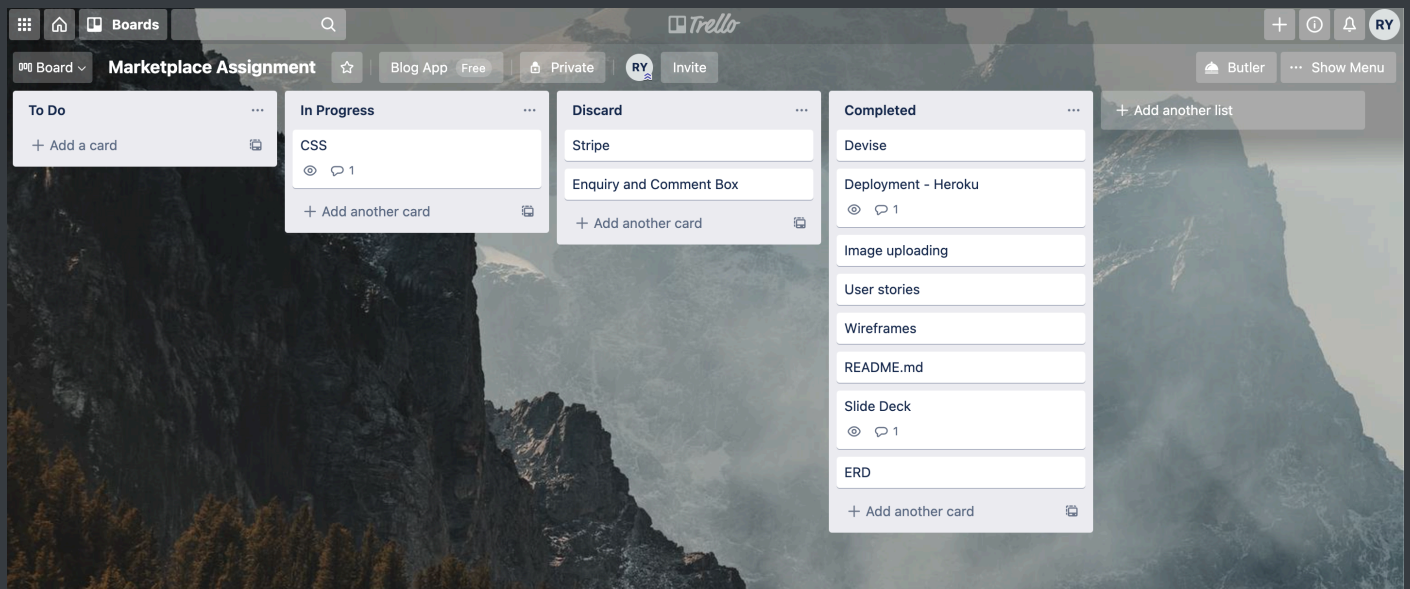 Boards
Trello
RY
Board
Marketplace Assignment
Blog App Free
Private
RY
Invite
Butler
··· Show Menu
To Do ···
+ Add a card
In Progress ···
CSS
1
+ Add another card
Discard ···
Stripe
Enquiry and Comment Box
+ Add another card
Completed ···
Devise
Deployment - Heroku
1
Image uploading
User stories
Wireframes
README.md
Slide Deck
1
ERD
+ Add another card
+ Add another list